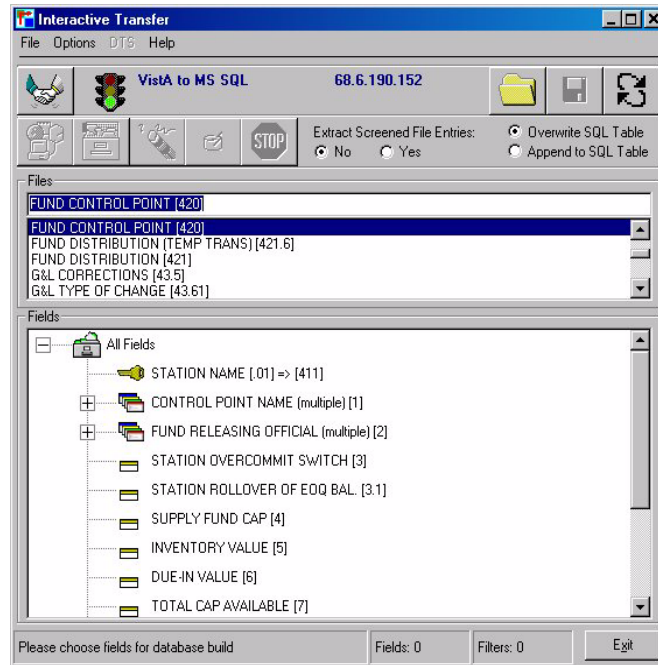 Interactive Transfer
File Options DTS Help
VistA to MS SQL 68.6.190.152
STOP
Extract Screened File Entries:
No Yes
Overwrite SQL Table
Append to SQL Table
Files
FUND CONTROL POINT [420]
FUND CONTROL POINT [420]
FUND DISTRIBUTION (TEMP TRANS) [421.6]
FUND DISTRIBUTION [421]
G&L CORRECTIONS [43.5]
G&L TYPE OF CHANGE [43.61]
Fields
All Fields
STATION NAME [.01] => [411]
CONTROL POINT NAME (multiple) [1]
FUND RELEASING OFFICIAL (multiple) [2]
STATION OVERCOMMIT SWITCH [3]
STATION ROLLOVER OF EOQ BAL. [3.1]
SUPPLY FUND CAP [4]
INVENTORY VALUE [5]
DUE-IN VALUE [6]
TOTAL CAP AVAILABLE [7]
Please choose fields for database build Fields: 0 Filters: 0 Exit